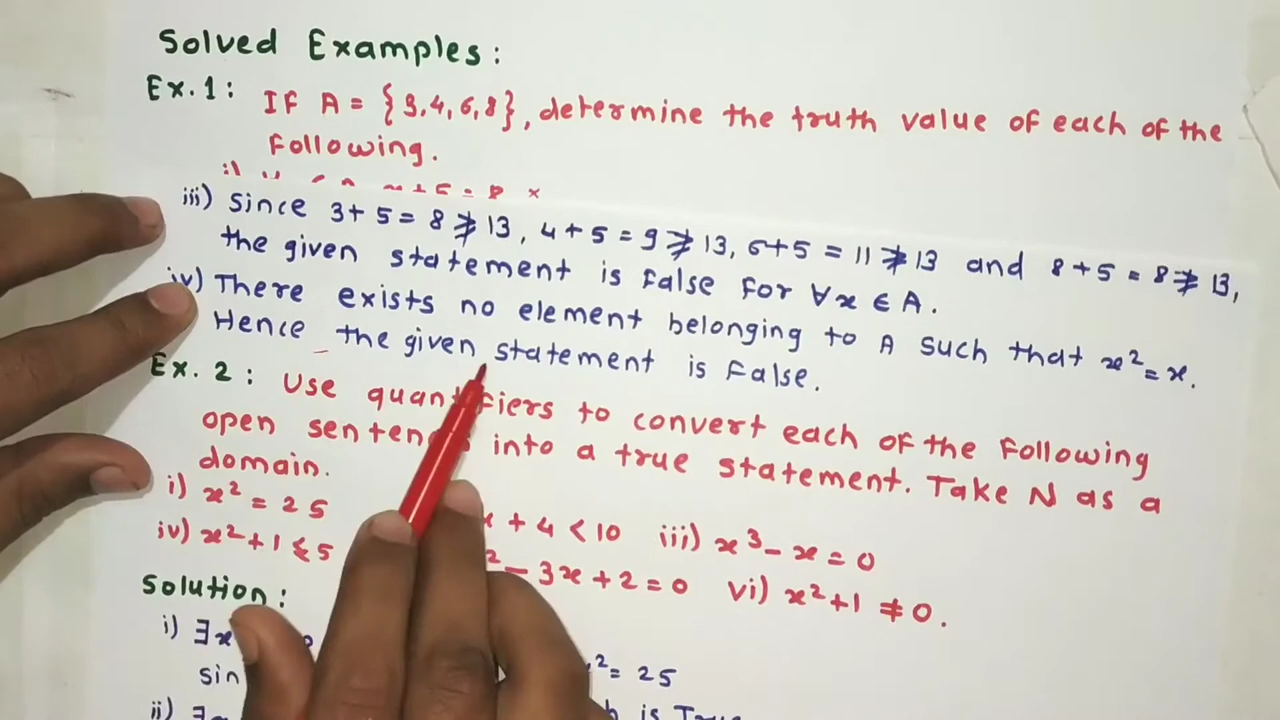 Solved Examples:
Ex.1: If A = {3,4,6,8}, determine the truth value of each of the
following.
iii) Since 3+5=8 ≱ 13, 4+5=9 ≱ 13, 6+5=11 ≱ 13 and 8+5=8 ≱ 13,
the given statement is false for ∀x ∈ A.
iv) There exists no element belonging to A such that x²=x.
Hence the given statement is False.
Ex. 2: Use quantifiers to convert each of the following
open into a true statement. Take N as a
domain.
i) x² = 25 x + 4 < 10 iii) x³ - x = 0
iv) x²+1 ≤ 5 - 3x + 2 = 0 vi) x²+1 ≠ 0.
Solution:
i) ∃x
² = 25
ii) is